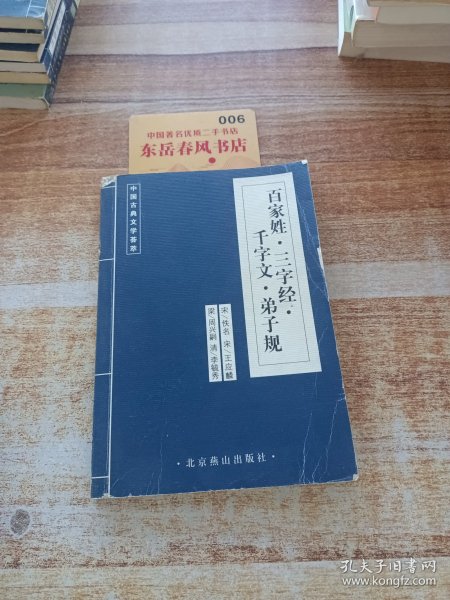 006
中国著名优质二手书店
东岳春风书店
中国古典文学荟萃
百家姓·三字经·
千字文·弟子规
宋/佚名 宋/王应麟
梁/周兴嗣 清/李毓秀
·北京燕山出版社·
孔夫子旧书网
www.kongfz.com